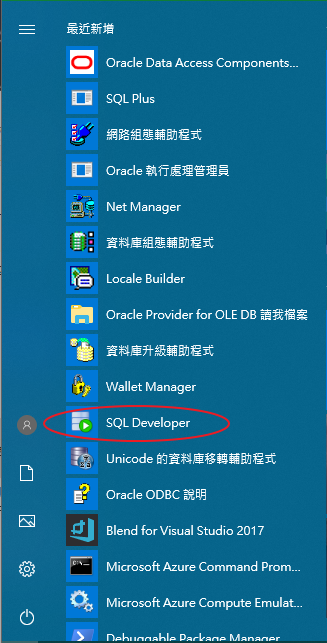 最近新增
Oracle Data Access Components...
SQL Plus
網路組態輔助程式
Oracle 執行處理管理員
Net Manager
資料庫組態輔助程式
Locale Builder
Oracle Provider for OLE DB 讀我檔案
資料庫升級輔助程式
Wallet Manager
SQL Developer
Unicode 的資料庫移轉輔助程式
Oracle ODBC 說明
Blend for Visual Studio 2017
Microsoft Azure Command Prom...
Microsoft Azure Compute Emulat...
Debuggable Package Manager